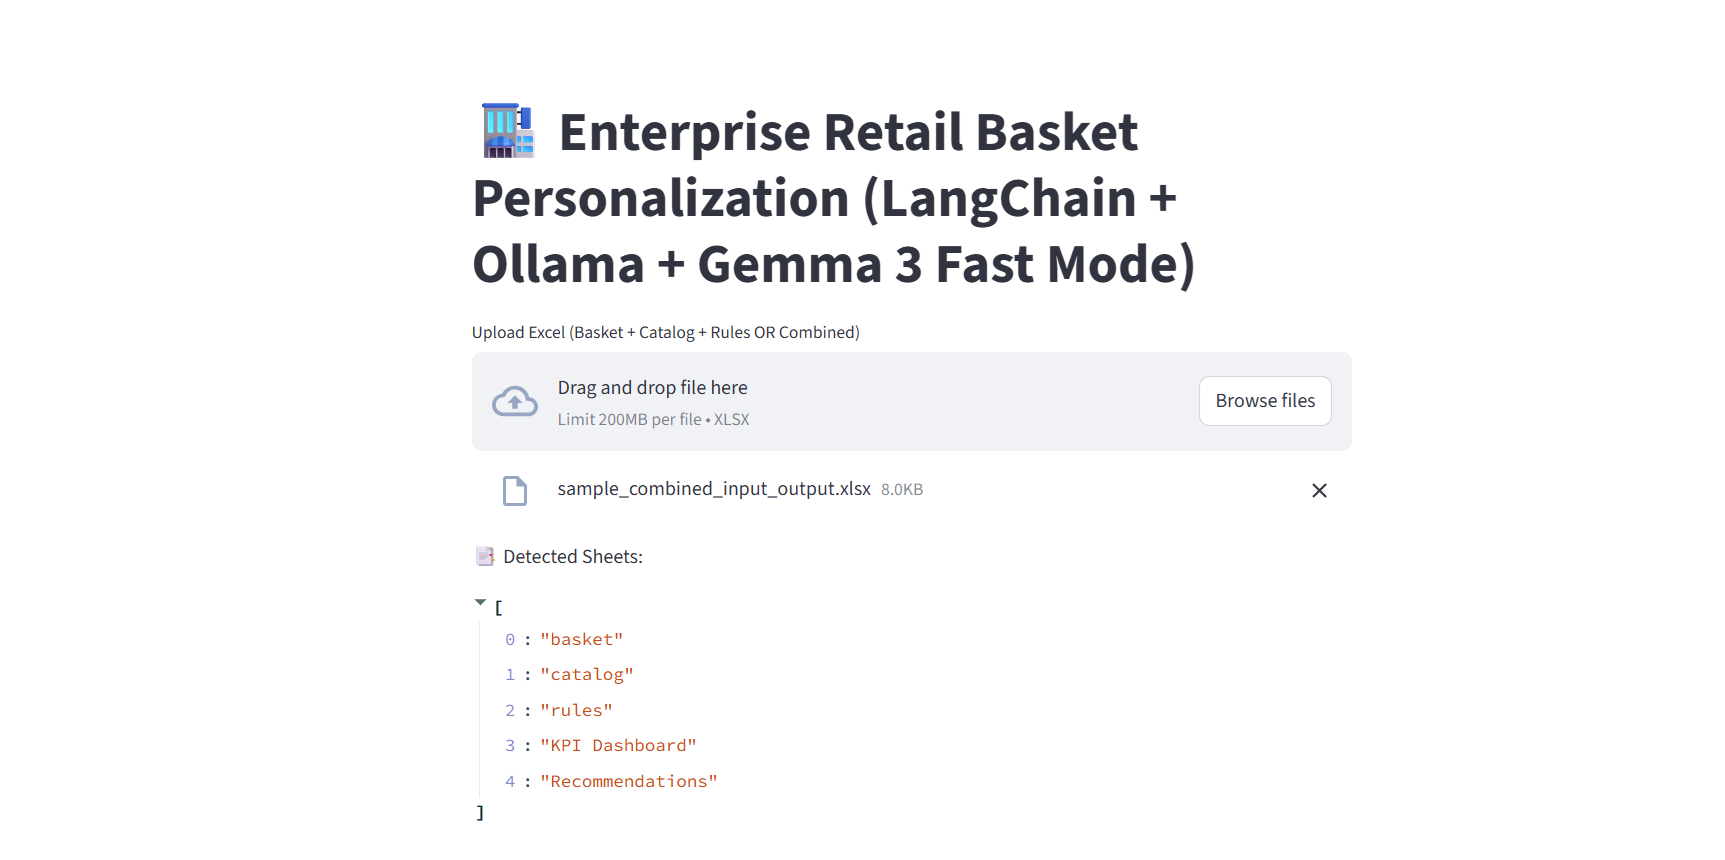 Enterprise Retail Basket
Personalization (LangChain +
Ollama + Gemma 3 Fast Mode)
Upload Excel (Basket + Catalog + Rules OR Combined)
Drag and drop file here
Limit 200MB per file • XLSX
Browse files
sample_combined_input_output.xlsx 8.0KB
Detected Sheets:
[
0 : "basket"
1 : "catalog"
2 : "rules"
3 : "KPI Dashboard"
4 : "Recommendations"
]